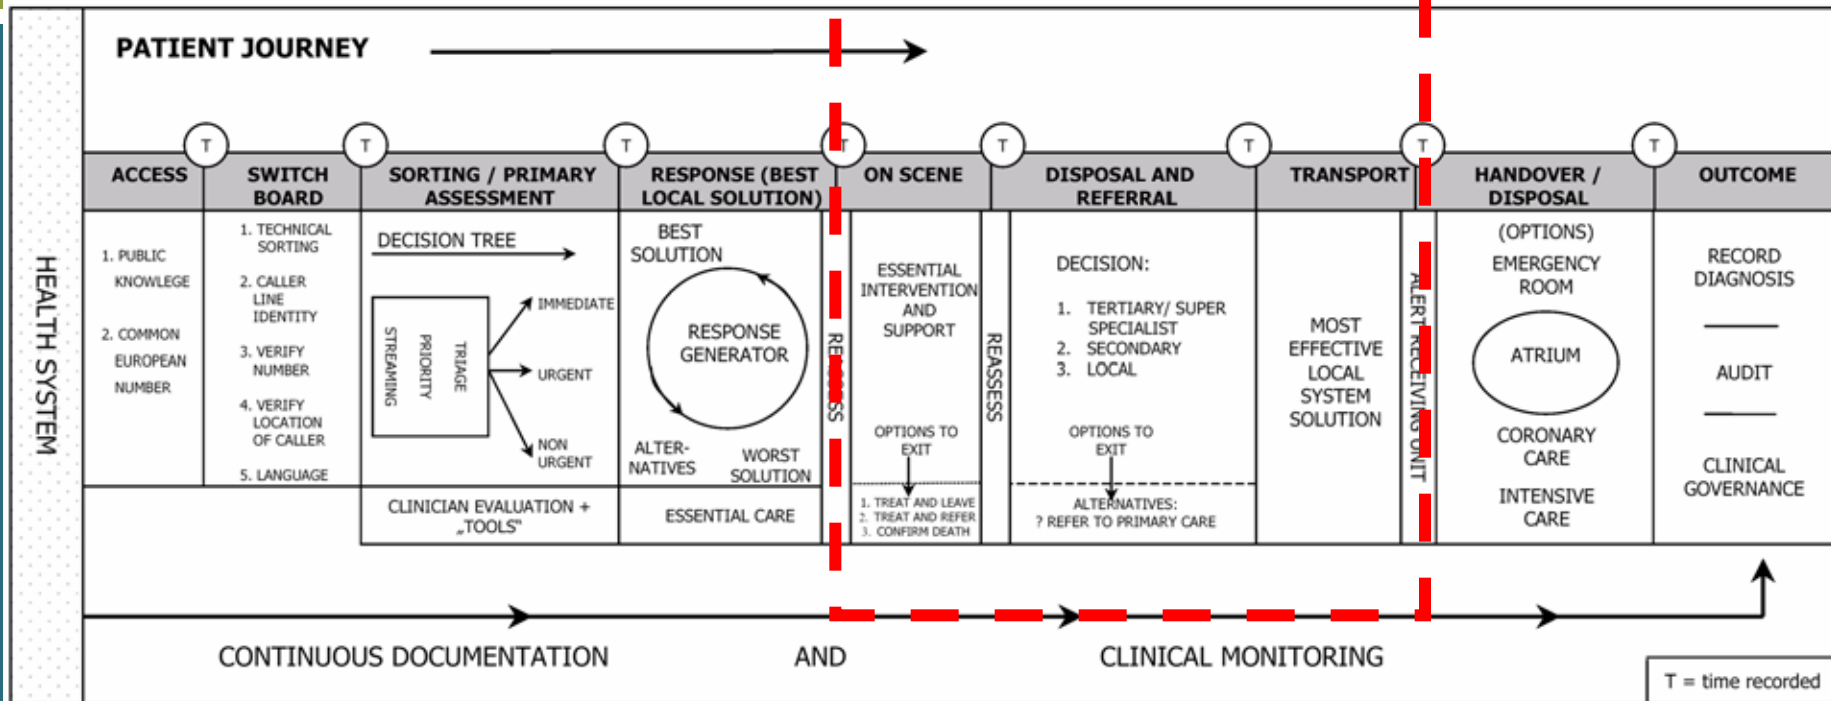 PATIENT JOURNEY
T
T
T
T
T
T
T
T
ACCESS
SWITCH
BOARD
SORTING / PRIMARY
ASSESSMENT
RESPONSE (BEST
LOCAL SOLUTION)
ON SCENE
DISPOSAL AND
REFERRAL
TRANSPORT
HANDOVER /
DISPOSAL
OUTCOME
HEALTH SYSTEM
1. PUBLIC
KNOWLEGE
2. COMMON
EUROPEAN
NUMBER
1. TECHNICAL
SORTING
2. CALLER
LINE
IDENTITY
3. VERIFY
NUMBER
4. VERIFY
LOCATION
OF CALLER
5. LANGUAGE
DECISION TREE
TRIAGE
PRIORITY
STREAMING
IMMEDIATE
URGENT
NON
URGENT
CLINICIAN EVALUATION +
„TOOLS“
BEST
SOLUTION
RESPONSE
GENERATOR
ALTER-
NATIVES
WORST
SOLUTION
ESSENTIAL CARE
REASSESS
ESSENTIAL
INTERVENTION
AND
SUPPORT
OPTIONS TO
EXIT
1. TREAT AND LEAVE
2. TREAT AND REFER
3. CONFIRM DEATH
REASSESS
DECISION:
1. TERTIARY/ SUPER
SPECIALIST
2. SECONDARY
3. LOCAL
OPTIONS TO
EXIT
ALTERNATIVES:
? REFER TO PRIMARY CARE
MOST
EFFECTIVE
LOCAL
SYSTEM
SOLUTION
ALERT RECEIVING UNIT
(OPTIONS)
EMERGENCY
ROOM
ATRIUM
CORONARY
CARE
INTENSIVE
CARE
RECORD
DIAGNOSIS
AUDIT
CLINICAL
GOVERNANCE
CONTINUOUS DOCUMENTATION AND CLINICAL MONITORING
T = time recorded